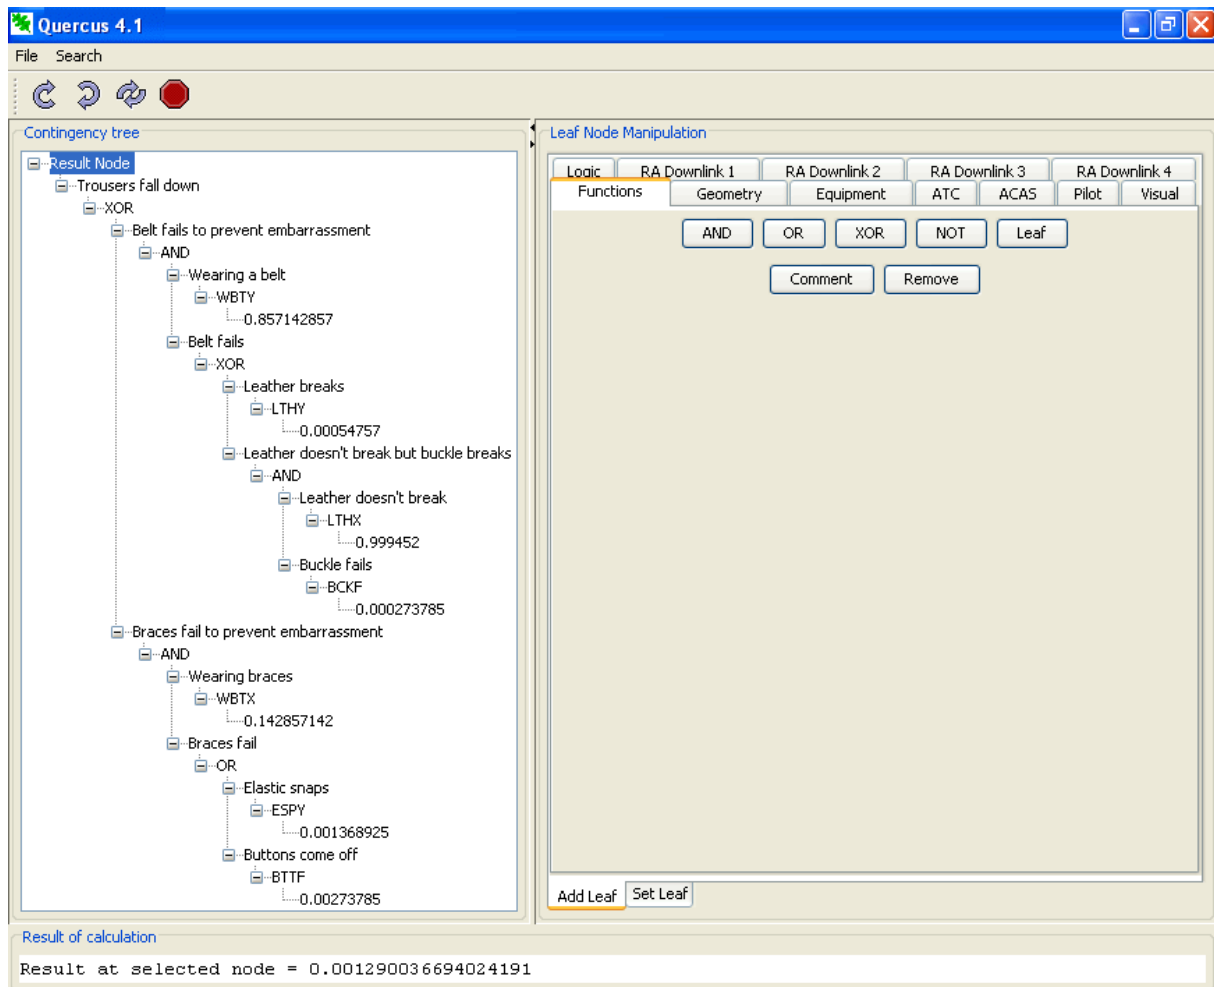 Quercus 4.1
File Search
Contingency tree
Result Node
Trousers fall down
XOR
Belt fails to prevent embarrassment
AND
Wearing a belt
WBTY
0.857142857
Belt fails
XOR
Leather breaks
LTHY
0.00054757
Leather doesn't break but buckle breaks
AND
Leather doesn't break
LTHX
0.999452
Buckle fails
BCKF
0.000273785
Braces fail to prevent embarrassment
AND
Wearing braces
WBTX
0.142857142
Braces fail
OR
Elastic snaps
ESPY
0.001368925
Buttons come off
BTTF
0.00273785
Leaf Node Manipulation
Logic RA Downlink 1 RA Downlink 2 RA Downlink 3 RA Downlink 4
Functions Geometry Equipment ATC ACAS Pilot Visual
AND OR XOR NOT Leaf
Comment Remove
Add Leaf Set Leaf
Result of calculation
Result at selected node = 0.001290036694024191